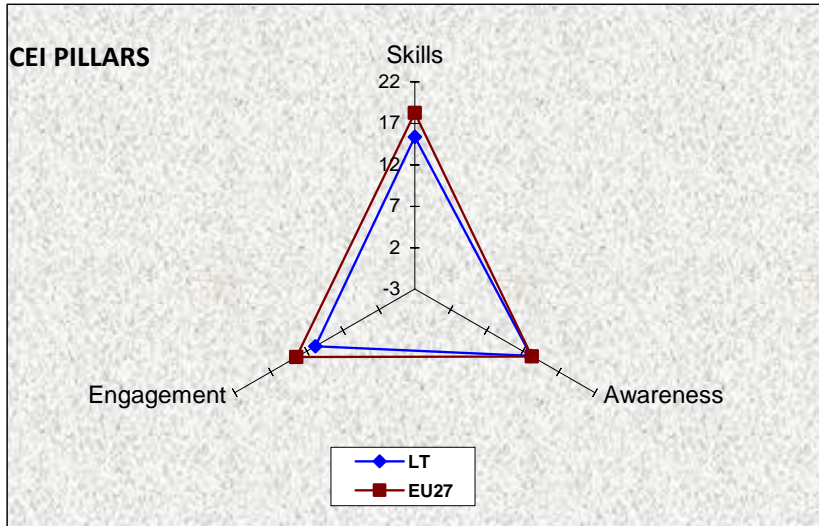 CEI PILLARS
Skills
22
17
12
7
2
-3
Engagement
Awareness
LT
EU27